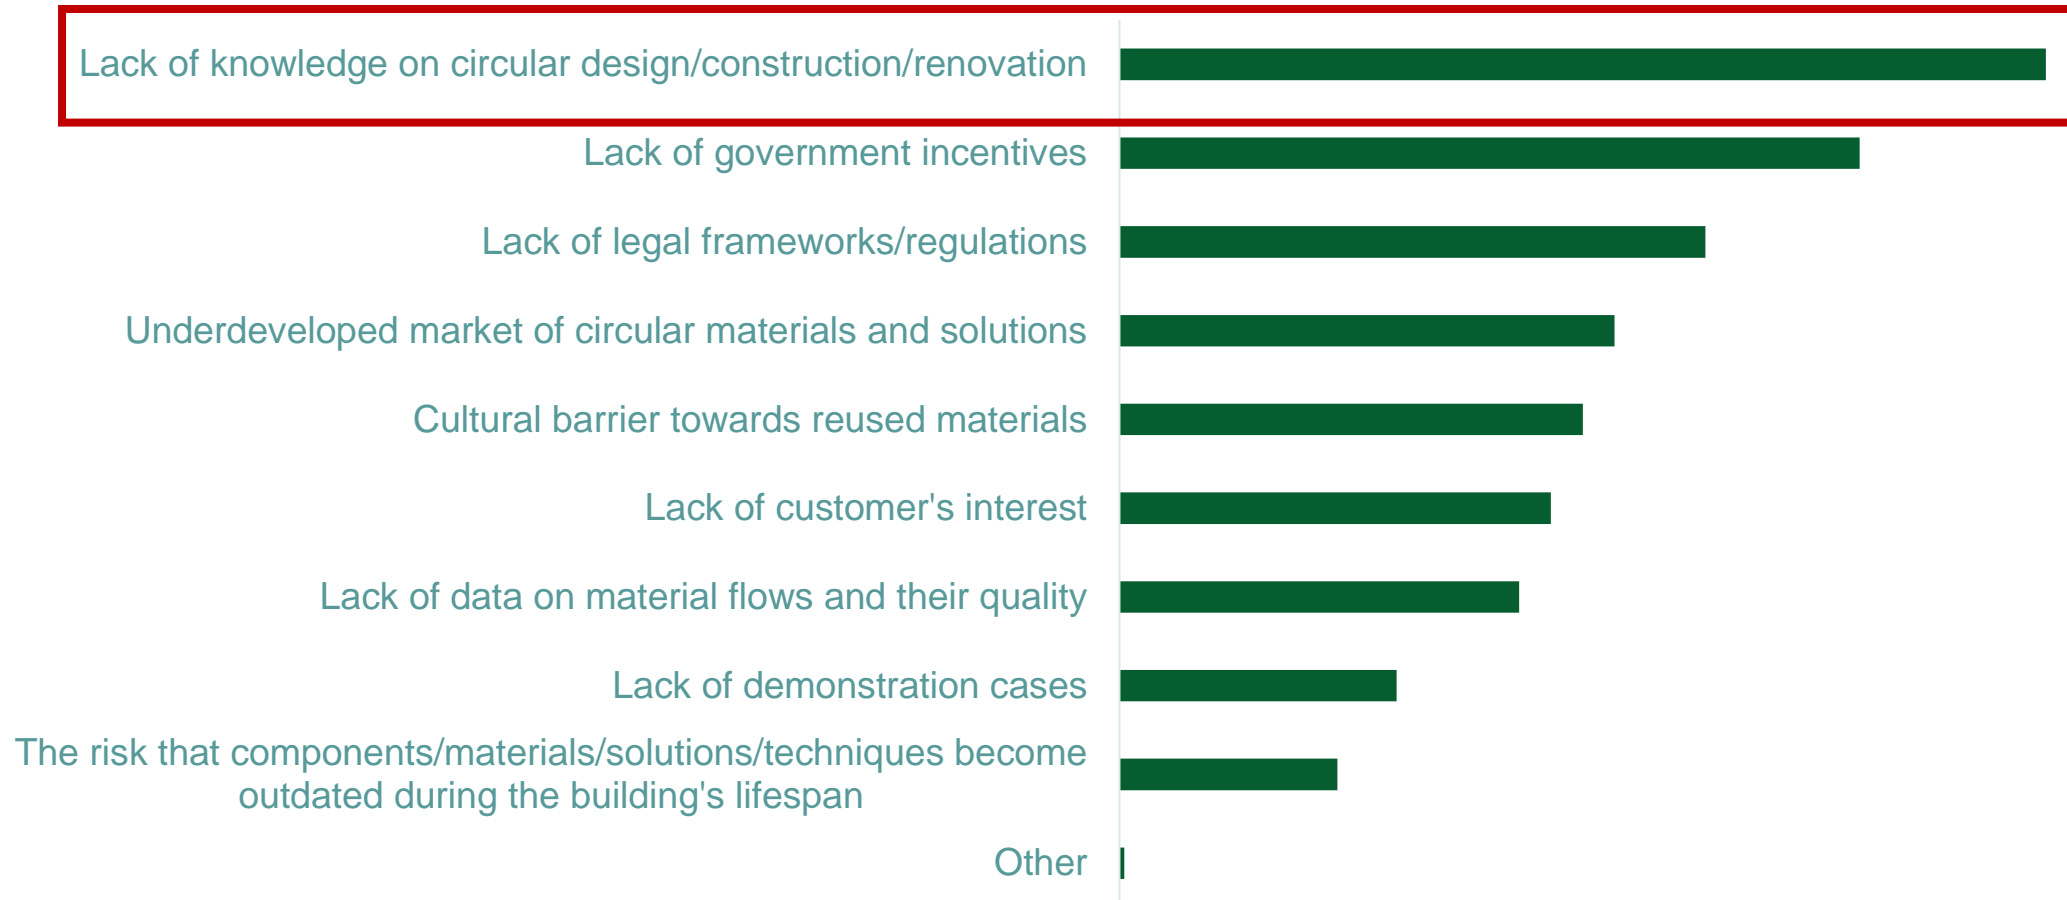 Lack of knowledge on circular design/construction/renovation
Lack of government incentives
Lack of legal frameworks/regulations
Underdeveloped market of circular materials and solutions
Cultural barrier towards reused materials
Lack of customer's interest
Lack of data on material flows and their quality
Lack of demonstration cases
The risk that components/materials/solutions/techniques become
outdated during the building's lifespan
Other